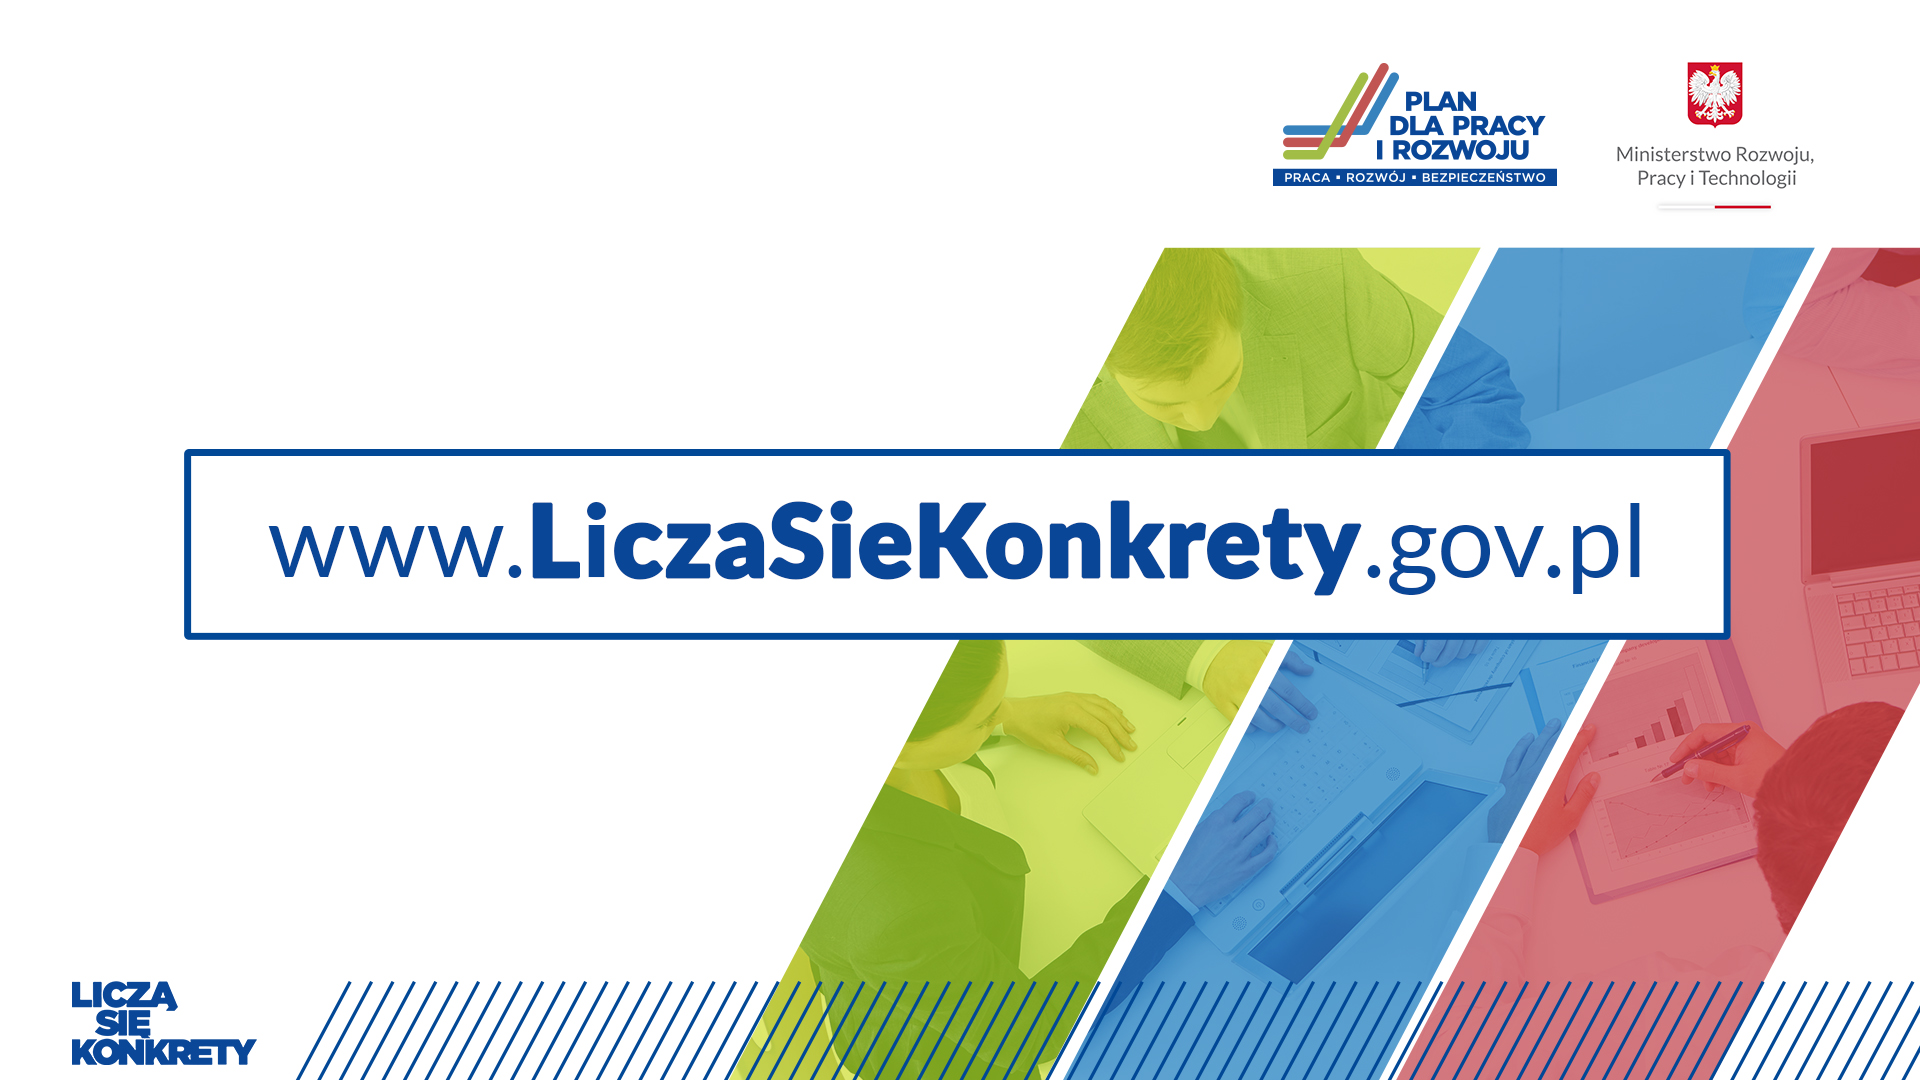 PLAN
DLA PRACY
I ROZWOJU
PRACA ▪ ROZWÓJ ▪ BEZPIECZEŃSTWO
Ministerstwo Rozwoju,
Pracy i Technologii
www.LiczaSieKonkrety.gov.pl
LICZĄ
SIĘ
KONKRETY